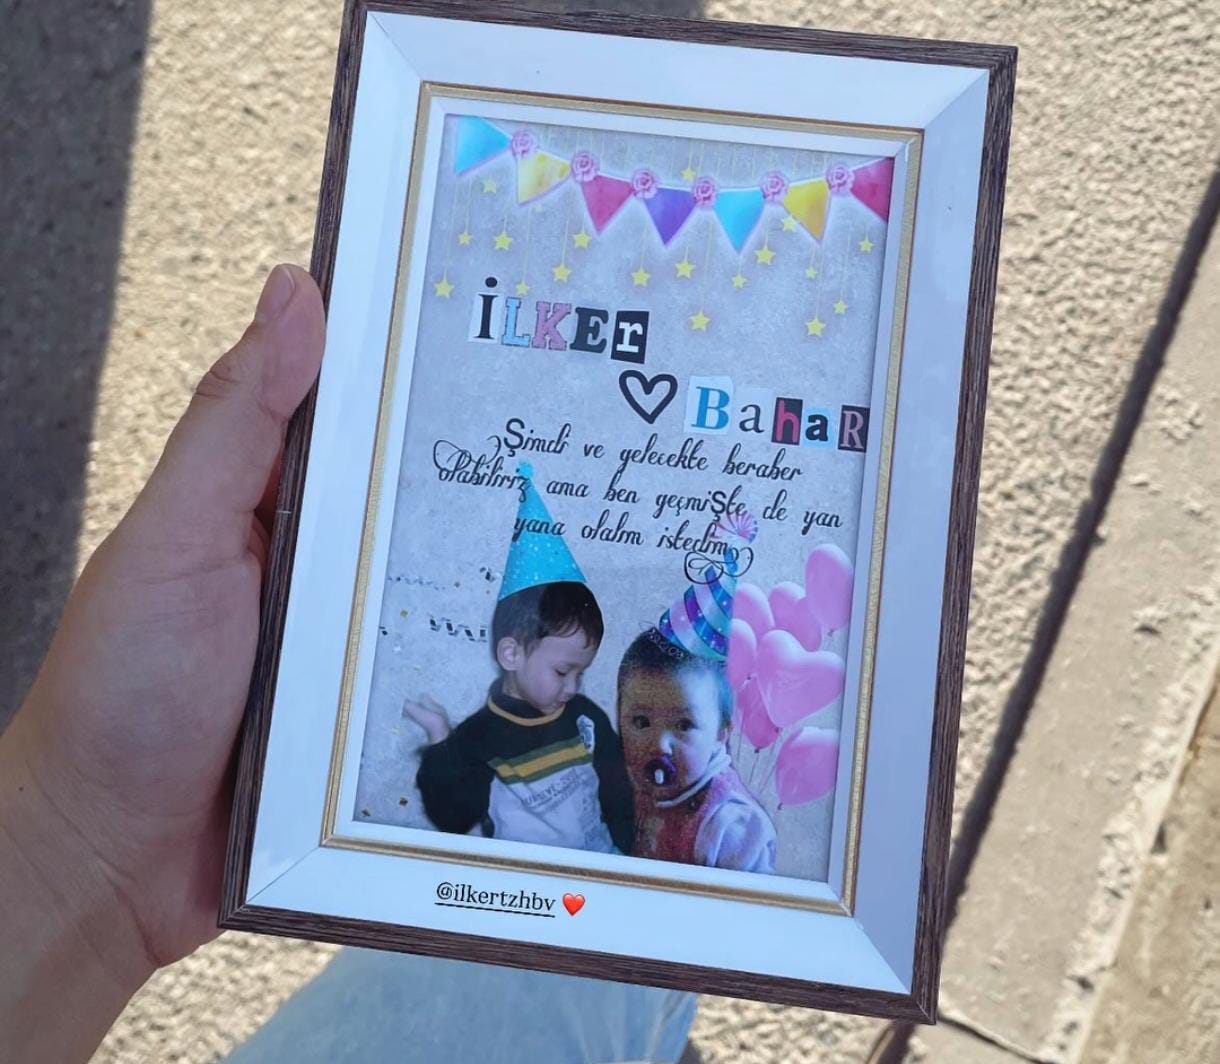 İLKEr
♡ BahaR
Şimdi ve gelecekte beraber
olabiliriz ama ben geçmişte de yan
yana olalım istedim
@ilkertzhbv ❤️